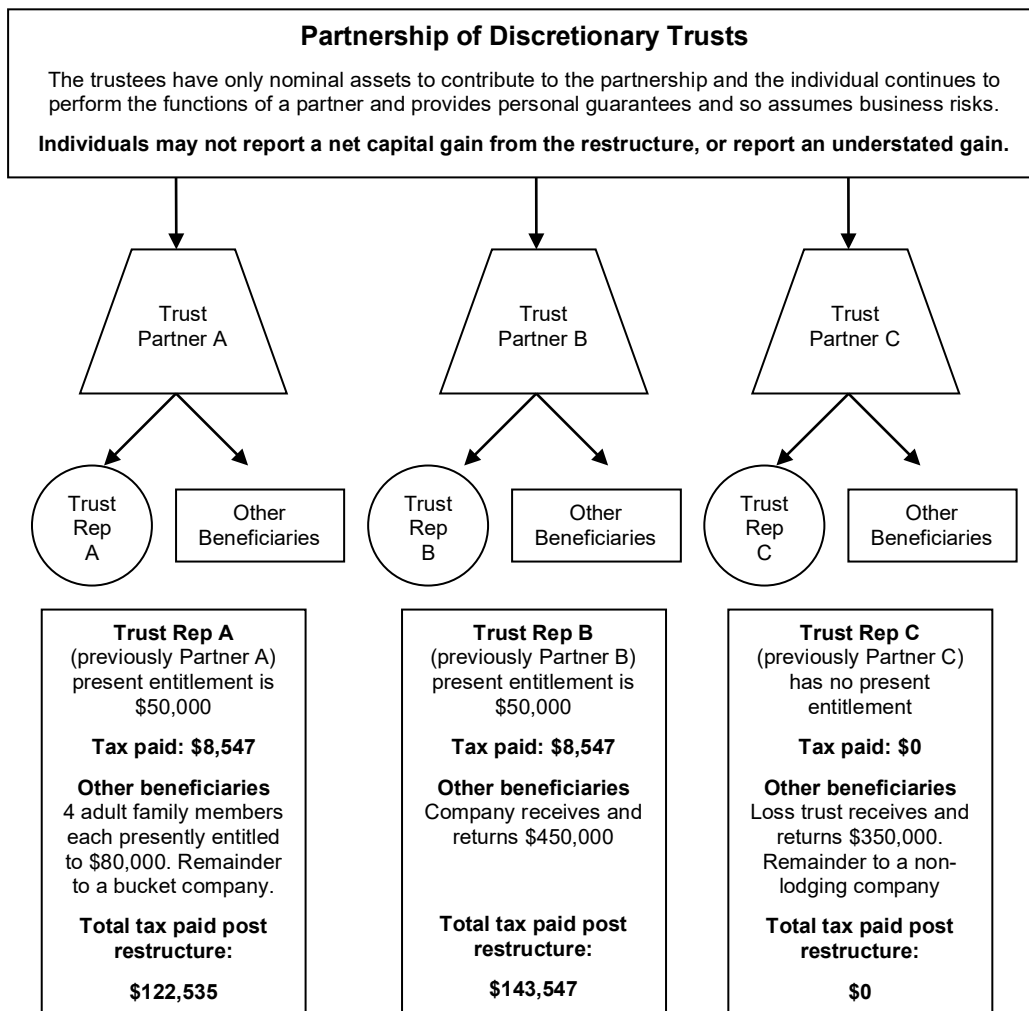 Partnership of Discretionary Trusts
The trustees have only nominal assets to contribute to the partnership and the individual continues to
perform the functions of a partner and provides personal guarantees and so assumes business risks.
Individuals may not report a net capital gain from the restructure, or report an understated gain.
Trust
Partner A
Trust
Partner B
Trust
Partner C
Trust
Rep
A
Other
Beneficiaries
Trust
Rep
B
Other
Beneficiaries
Trust
Rep
C
Other
Beneficiaries
Trust Rep A
(previously Partner A)
present entitlement is
$50,000
Tax paid: $8,547
Other beneficiaries
4 adult family members
each presently entitled
to $80,000. Remainder
to a bucket company.
Total tax paid post
restructure:
$122,535
Trust Rep B
(previously Partner B)
present entitlement is
$50,000
Tax paid: $8,547
Other beneficiaries
Company receives and
returns $450,000
Total tax paid post
restructure:
$143,547
Trust Rep C
(previously Partner C)
has no present
entitlement
Tax paid: $0
Other beneficiaries
Loss trust receives and
returns $350,000.
Remainder to a non-
lodging company
Total tax paid post
restructure:
$0